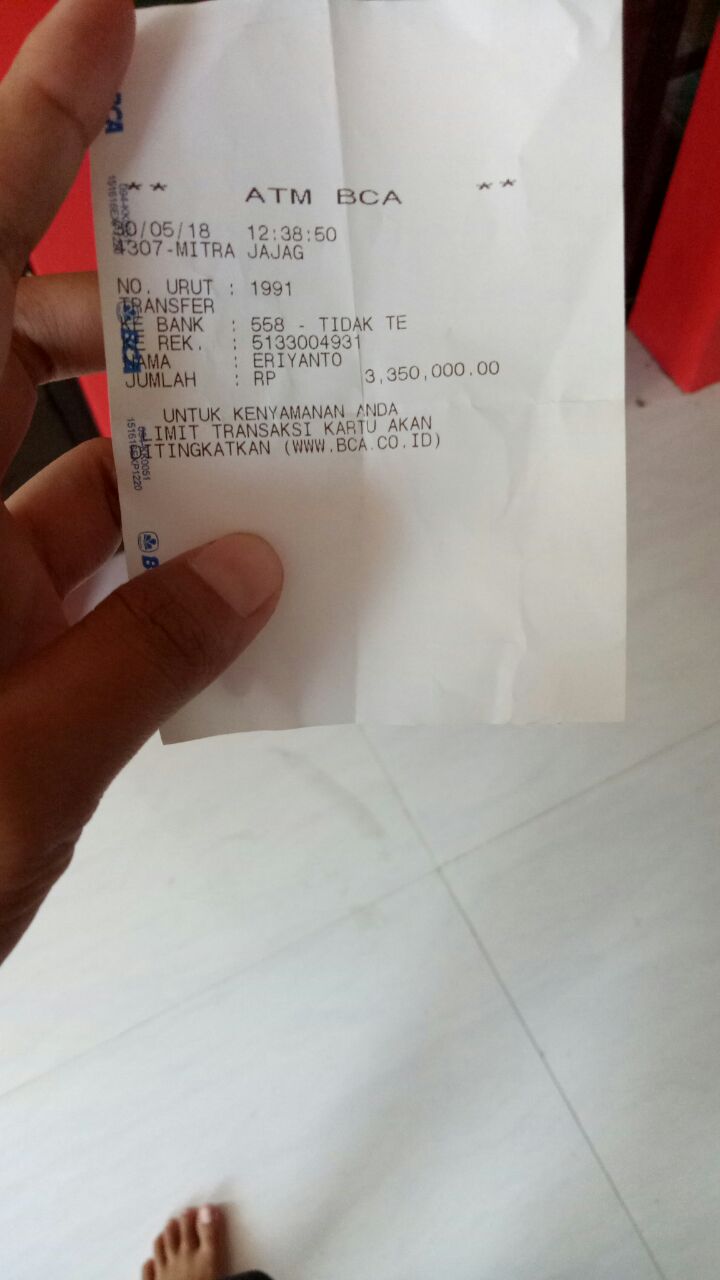 BCA
** ATM BCA **
30/05/18 12:38:50
4307-MITRA JAJAG
NO. URUT : 1991
TRANSFER
KE BANK : 558 - TIDAK TE
KE REK. : 5133004931
NAMA : ERIYANTO
JUMLAH : RP 3,350,000.00
UNTUK KENYAMANAN ANDA
LIMIT TRANSAKSI KARTU AKAN
DITINGKATKAN (WWW.BCA.CO.ID)
BCA